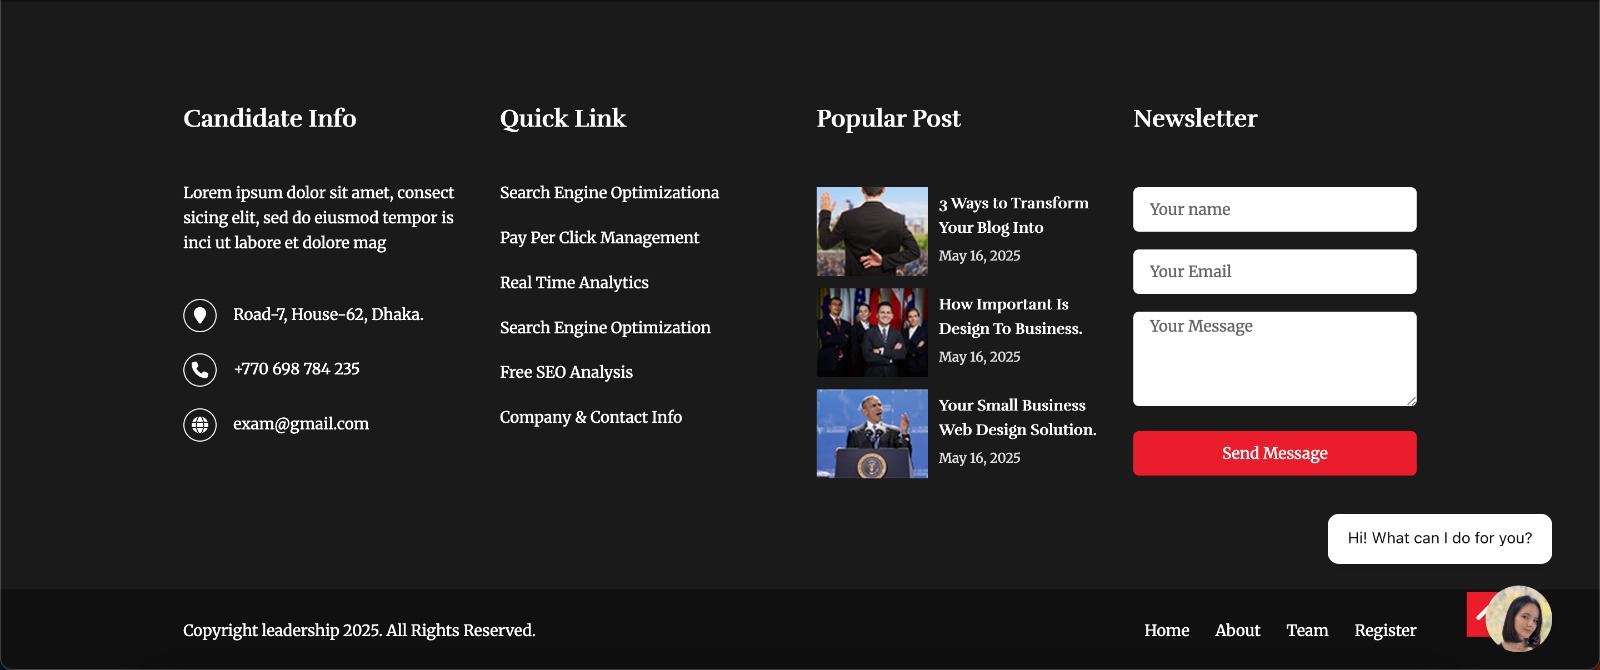 Candidate Info
Lorem ipsum dolor sit amet, consect
sicing elit, sed do eiusmod tempor is
inci ut labore et dolore mag
Road-7, House-62, Dhaka.
+770 698 784 235
exam@gmail.com
Quick Link
Search Engine Optimizationa
Pay Per Click Management
Real Time Analytics
Search Engine Optimization
Free SEO Analysis
Company & Contact Info
Popular Post
3 Ways to Transform
Your Blog Into
May 16, 2025
How Important Is
Design To Business.
May 16, 2025
Your Small Business
Web Design Solution.
May 16, 2025
Newsletter
Your name
Your Email
Your Message
Send Message
Hi! What can I do for you?
Copyright leadership 2025. All Rights Reserved.
Home About Team Register